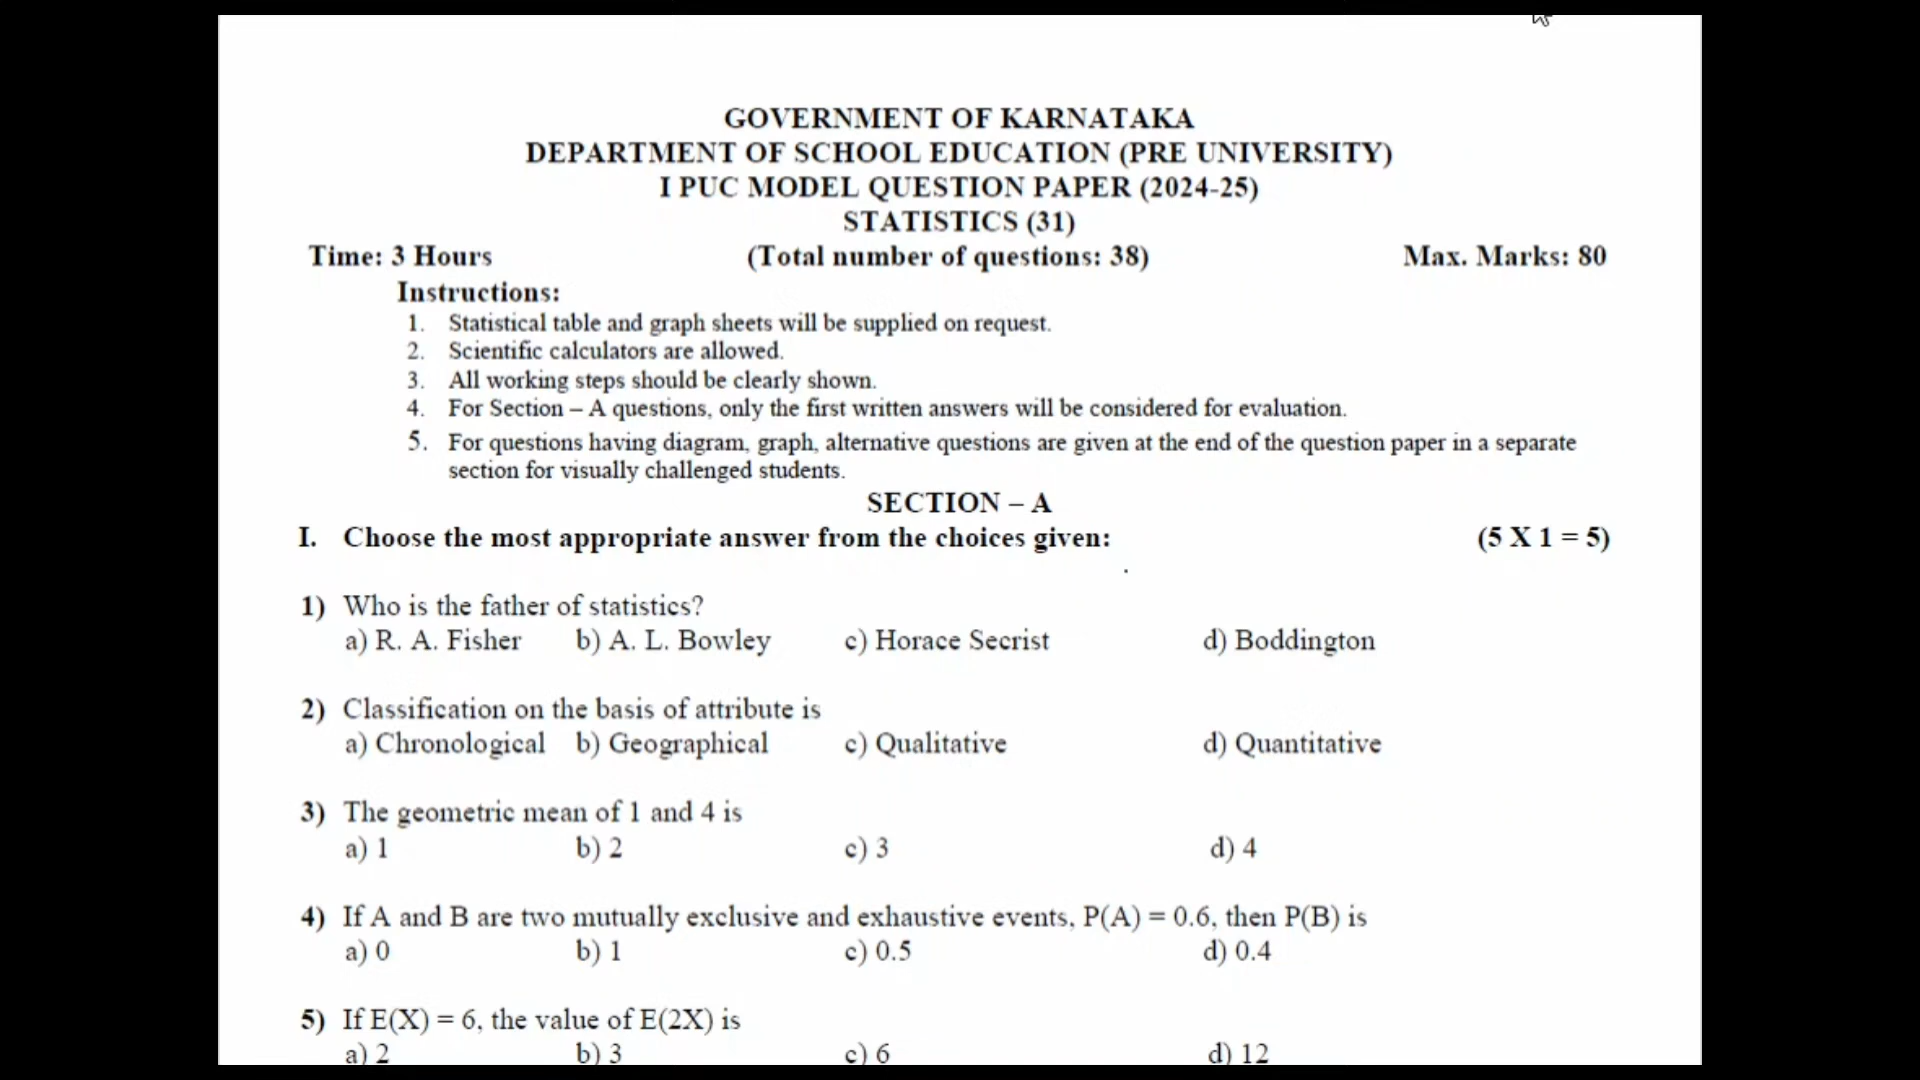 GOVERNMENT OF KARNATAKA
DEPARTMENT OF SCHOOL EDUCATION (PRE UNIVERSITY)
I PUC MODEL QUESTION PAPER (2024-25)
STATISTICS (31)
Time: 3 Hours (Total number of questions: 38) Max. Marks: 80
Instructions:
1. Statistical table and graph sheets will be supplied on request.
2. Scientific calculators are allowed.
3. All working steps should be clearly shown.
4. For Section – A questions, only the first written answers will be considered for evaluation.
5. For questions having diagram, graph, alternative questions are given at the end of the question paper in a separate
section for visually challenged students.
SECTION – A
I. Choose the most appropriate answer from the choices given: (5 X 1 = 5)
1) Who is the father of statistics?
a) R. A. Fisher b) A. L. Bowley c) Horace Secrist d) Boddington
2) Classification on the basis of attribute is
a) Chronological b) Geographical c) Qualitative d) Quantitative
3) The geometric mean of 1 and 4 is
a) 1 b) 2 c) 3 d) 4
4) If A and B are two mutually exclusive and exhaustive events, P(A) = 0.6, then P(B) is
a) 0 b) 1 c) 0.5 d) 0.4
5) If E(X) = 6, the value of E(2X) is
a) 2 b) 3 c) 6 d) 12